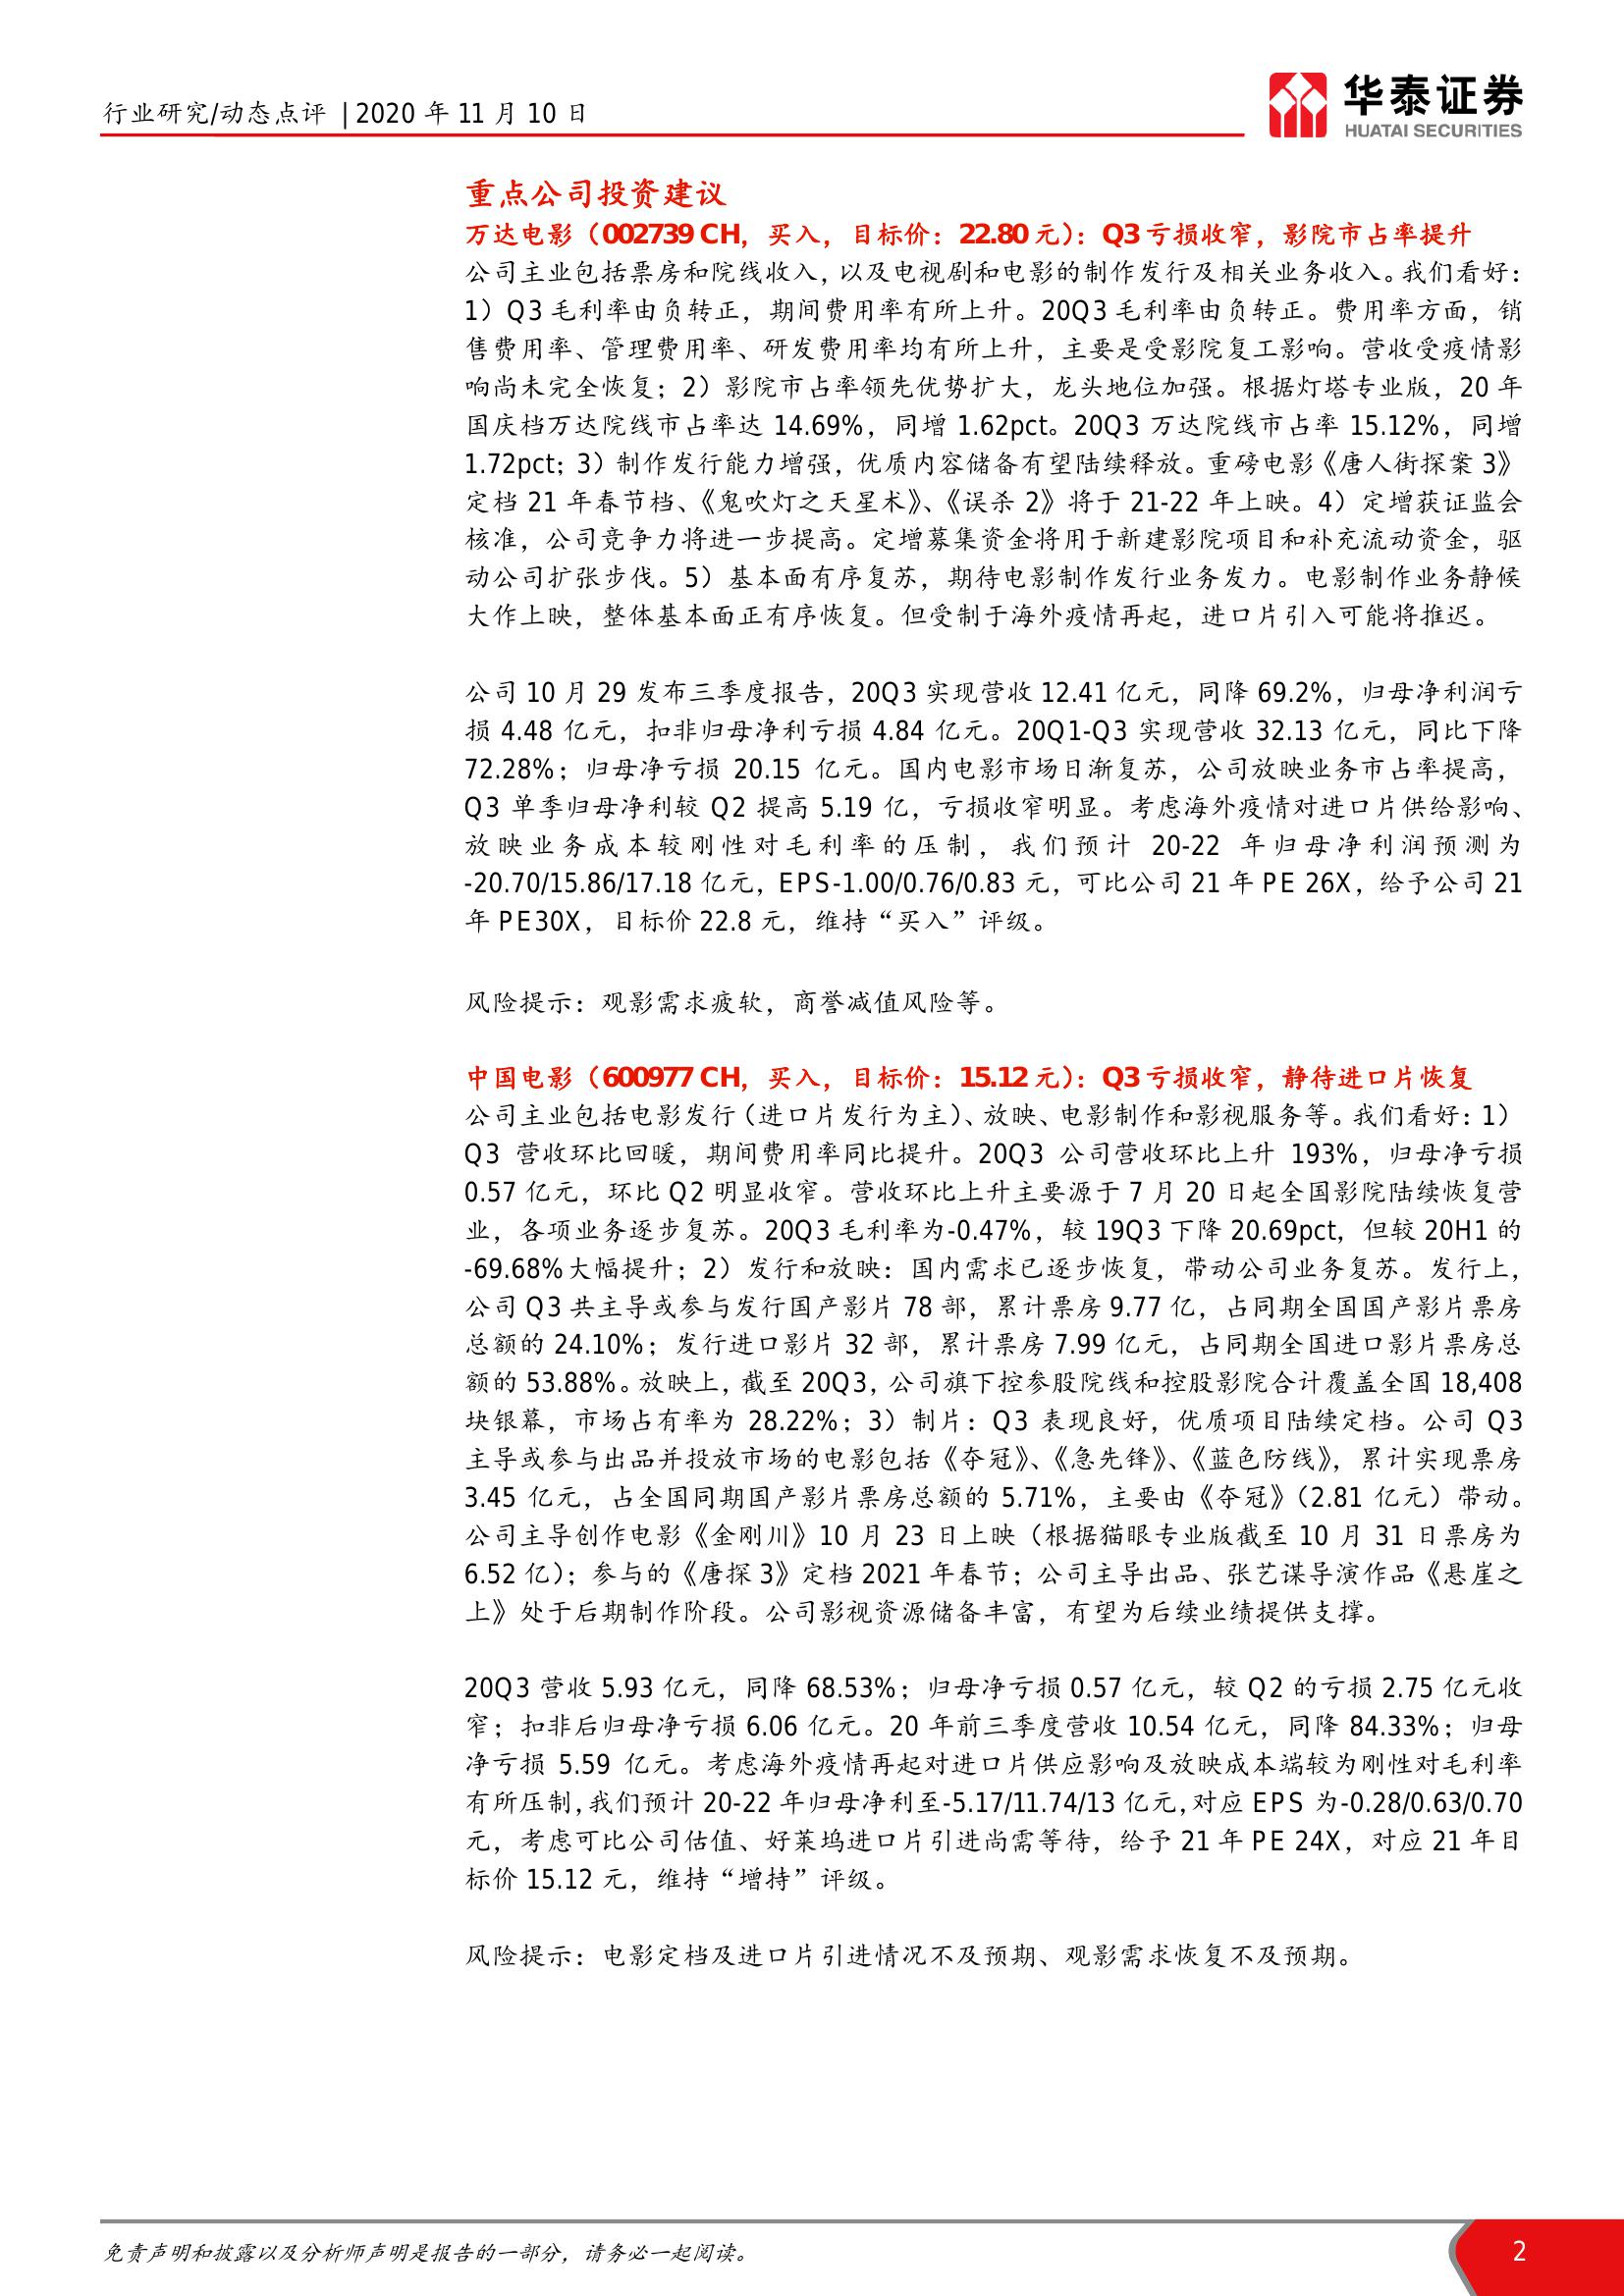 行业研究/动态点评 | 2020 年 11 月 10 日
华泰证券
HUATAI SECURITIES
重点公司投资建议
万达电影（002739 CH，买入，目标价：22.80 元）：Q3 亏损收窄，影院市占率提升
公司主业包括票房和院线收入，以及电视剧和电影的制作发行及相关业务收入。我们看好：
1）Q3 毛利率由负转正，期间费用率有所上升。20Q3 毛利率由负转正。费用率方面，销
售费用率、管理费用率、研发费用率均有所上升，主要是受影院复工影响。营收受疫情影
响尚未完全恢复；2）影院市占率领先优势扩大，龙头地位加强。根据灯塔专业版，20 年
国庆档万达院线市占率达 14.69%，同增 1.62pct。20Q3 万达院线市占率 15.12%，同增
1.72pct；3）制作发行能力增强，优质内容储备有望陆续释放。重磅电影《唐人街探案 3》
定档 21 年春节档、《鬼吹灯之天星术》、《误杀 2》将于 21-22 年上映。4）定增获证监会
核准，公司竞争力将进一步提高。定增募集资金将用于新建影院项目和补充流动资金，驱
动公司扩张步伐。5）基本面有序复苏，期待电影制作发行业务发力。电影制作业务静候
大作上映，整体基本面正有序恢复。但受制于海外疫情再起，进口片引入可能将推迟。
公司 10 月 29 发布三季度报告，20Q3 实现营收 12.41 亿元，同降 69.2%，归母净利润亏
损 4.48 亿元，扣非归母净利亏损 4.84 亿元。20Q1-Q3 实现营收 32.13 亿元，同比下降
72.28%；归母净亏损 20.15 亿元。国内电影市场日渐复苏，公司放映业务市占率提高，
Q3 单季归母净利较 Q2 提高 5.19 亿，亏损收窄明显。考虑海外疫情对进口片供给影响、
放映业务成本较刚性对毛利率的压制，我们预计 20-22 年归母净利润预测为
-20.70/15.86/17.18 亿元，EPS-1.00/0.76/0.83 元，可比公司 21 年 PE 26X，给予公司 21
年 PE30X，目标价 22.8 元，维持“买入”评级。
风险提示：观影需求疲软，商誉减值风险等。
中国电影（600977 CH，买入，目标价：15.12 元）：Q3 亏损收窄，静待进口片恢复
公司主业包括电影发行（进口片发行为主）、放映、电影制作和影视服务等。我们看好：1）
Q3 营收环比回暖，期间费用率同比提升。20Q3 公司营收环比上升 193%，归母净亏损
0.57 亿元，环比 Q2 明显收窄。营收环比上升主要源于 7 月 20 日起全国影院陆续恢复营
业，各项业务逐步复苏。20Q3 毛利率为-0.47%，较 19Q3 下降 20.69pct，但较 20H1 的
-69.68%大幅提升；2）发行和放映：国内需求已逐步恢复，带动公司业务复苏。发行上，
公司 Q3 共主导或参与发行国产影片 78 部，累计票房 9.77 亿，占同期全国国产影片票房
总额的 24.10%；发行进口影片 32 部，累计票房 7.99 亿元，占同期全国进口影片票房总
额的 53.88%。放映上，截至 20Q3，公司旗下控参股院线和控股影院合计覆盖全国 18,408
块银幕，市场占有率为 28.22%；3）制片：Q3 表现良好，优质项目陆续定档。公司 Q3
主导或参与出品并投放市场的电影包括《夺冠》、《急先锋》、《蓝色防线》，累计实现票房
3.45 亿元，占全国同期国产影片票房总额的 5.71%，主要由《夺冠》（2.81 亿元）带动。
公司主导创作电影《金刚川》10 月 23 日上映（根据猫眼专业版截至 10 月 31 日票房为
6.52 亿）；参与的《唐探 3》定档 2021 年春节；公司主导出品、张艺谋导演作品《悬崖之
上》处于后期制作阶段。公司影视资源储备丰富，有望为后续业绩提供支撑。
20Q3 营收 5.93 亿元，同降 68.53%；归母净亏损 0.57 亿元，较 Q2 的亏损 2.75 亿元收
窄；扣非后归母净亏损 6.06 亿元。20 年前三季度营收 10.54 亿元，同降 84.33%；归母
净亏损 5.59 亿元。考虑海外疫情再起对进口片供应影响及放映成本端较为刚性对毛利率
有所压制，我们预计 20-22 年归母净利至-5.17/11.74/13 亿元，对应 EPS 为-0.28/0.63/0.70
元，考虑可比公司估值、好莱坞进口片引进尚需等待，给予 21 年 PE 24X，对应 21 年目
标价 15.12 元，维持“增持”评级。
风险提示：电影定档及进口片引进情况不及预期、观影需求恢复不及预期。
免责声明和披露以及分析师声明是报告的一部分，请务必一起阅读。
2